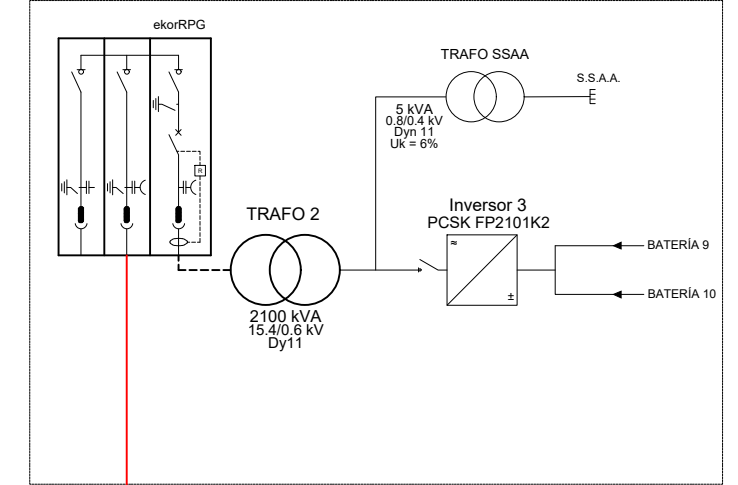 ekorRPG
TRAFO SSAA
S.S.A.A.
5 kVA
0.8/0.4 kV
Dyn 11
Uk = 6%
R
TRAFO 2
2100 kVA
15.4/0.6 kV
Dy11
Inversor 3
PCSK FP2101K2
≈
±
BATERÍA 9
BATERÍA 10